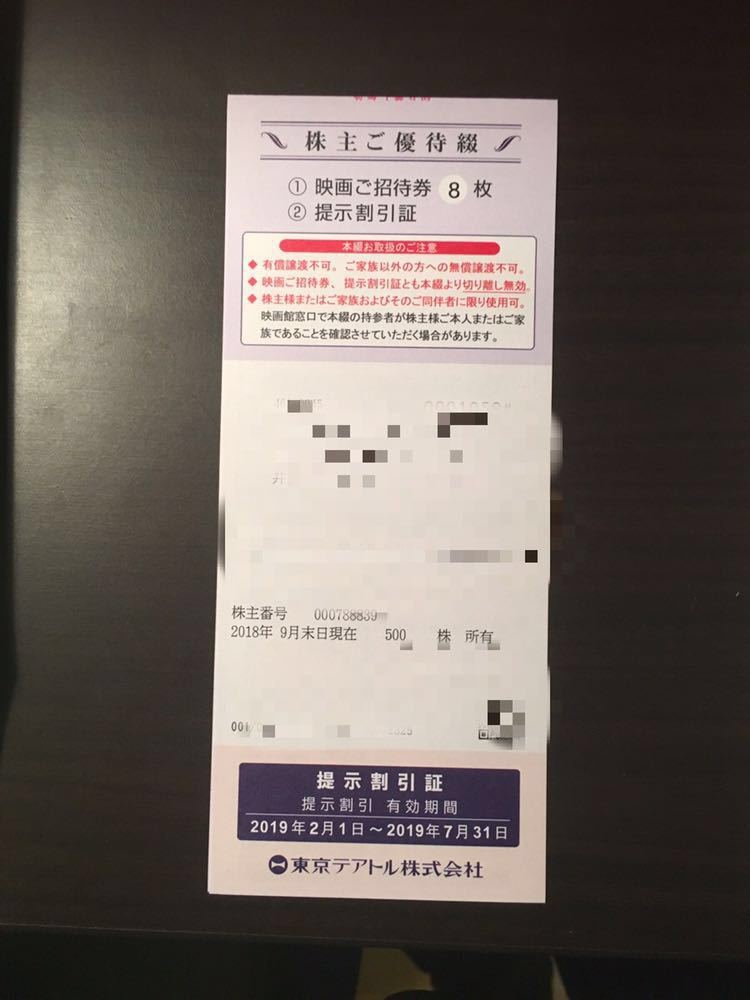 株主ご優待綴
① 映画ご招待券 8 枚
② 提示割引証
本綴お取扱のご注意
◆ 有償譲渡不可。ご家族以外の方への無償譲渡不可。
◆ 映画ご招待券、提示割引証とも本綴より切り離し無効。
◆ 株主様またはご家族およびそのご同伴者に限り使用可。
映画館窓口で本綴の持参者が株主様ご本人またはご家
族であることを確認させていただく場合があります。
井
株主番号 000788839
2018年 9月末日現在 500 株 所有
001/
提示割引証
提示割引 有効期間
2019年2月1日～2019年7月31日
東京テアトル株式会社